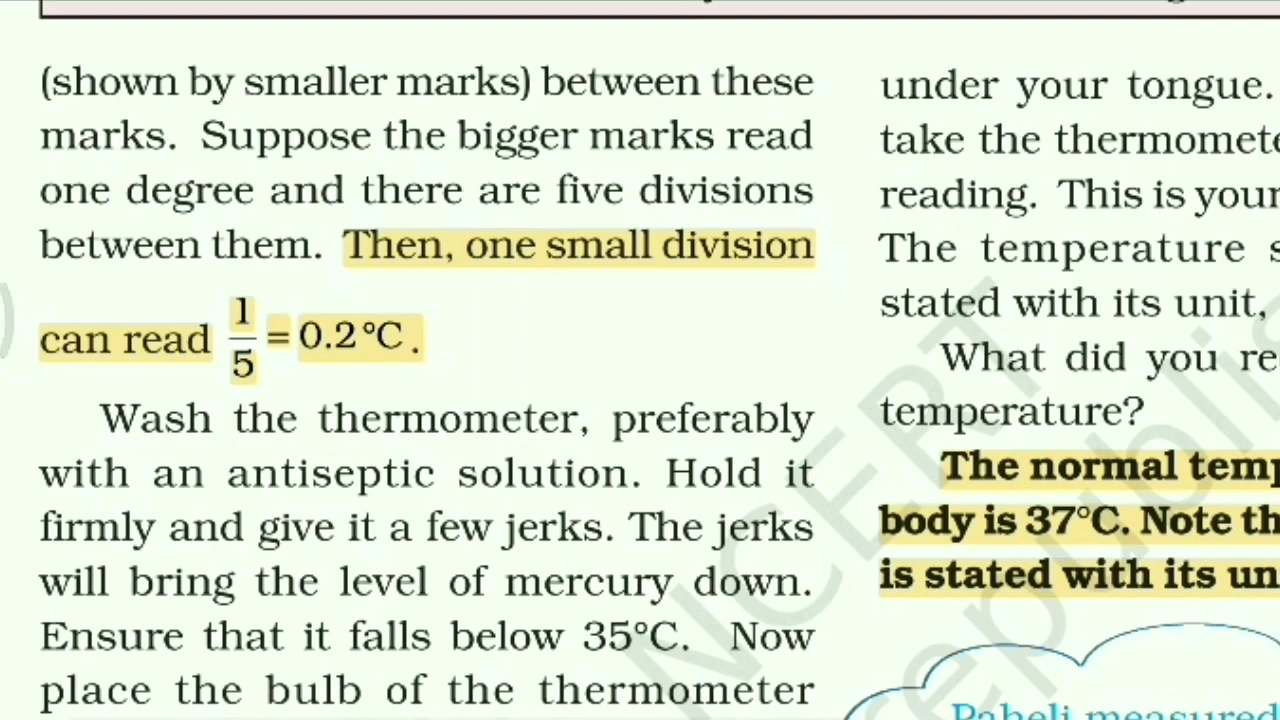 (shown by smaller marks) between these
marks. Suppose the bigger marks read
one degree and there are five divisions
between them. Then, one small division
can read 1/5 = 0.2 °C.
Wash the thermometer, preferably
with an antiseptic solution. Hold it
firmly and give it a few jerks. The jerks
will bring the level of mercury down.
Ensure that it falls below 35°C. Now
place the bulb of the thermometer
under your tongue.
take the
reading. This is
The temperature
stated with its unit,
What did you
temperature?
The normal
body is 37°C. Note
is stated with its
Paheli measured
NCERT